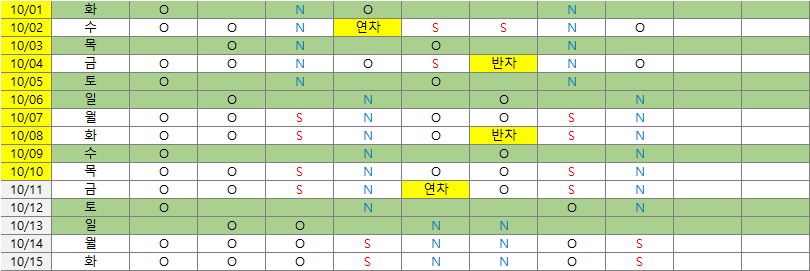 10/01 화 O N O N
10/02 수 O O N 연차 S S N O
10/03 목 O N O N
10/04 금 O O N O S 반차 N O
10/05 토 O N O N
10/06 일 O N O N
10/07 월 O O S N O O S N
10/08 화 O O S N O 반차 S N
10/09 수 O N O N
10/10 목 O O S N O O S N
10/11 금 O O S N 연차 O S N
10/12 토 O N O N
10/13 일 O O N N
10/14 월 O O O S N N O S
10/15 화 O O O S N N O S